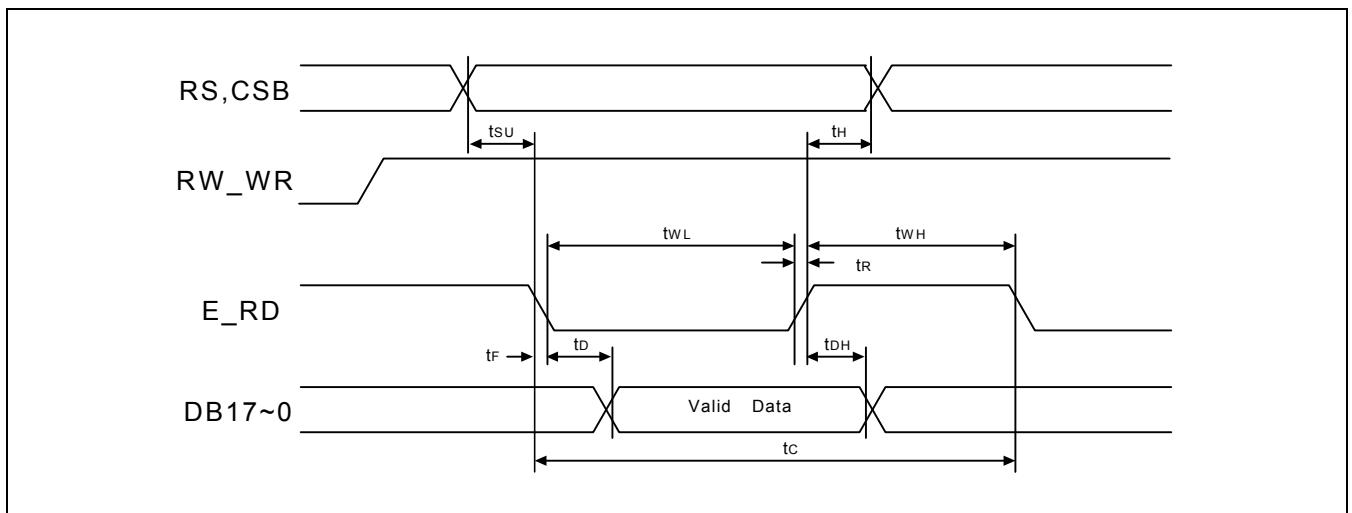 RS,CSB
tSU
tH
RW_WR
tWL
tWH
tR
E_RD
tF
tD
tDH
DB17~0
Valid Data
tC